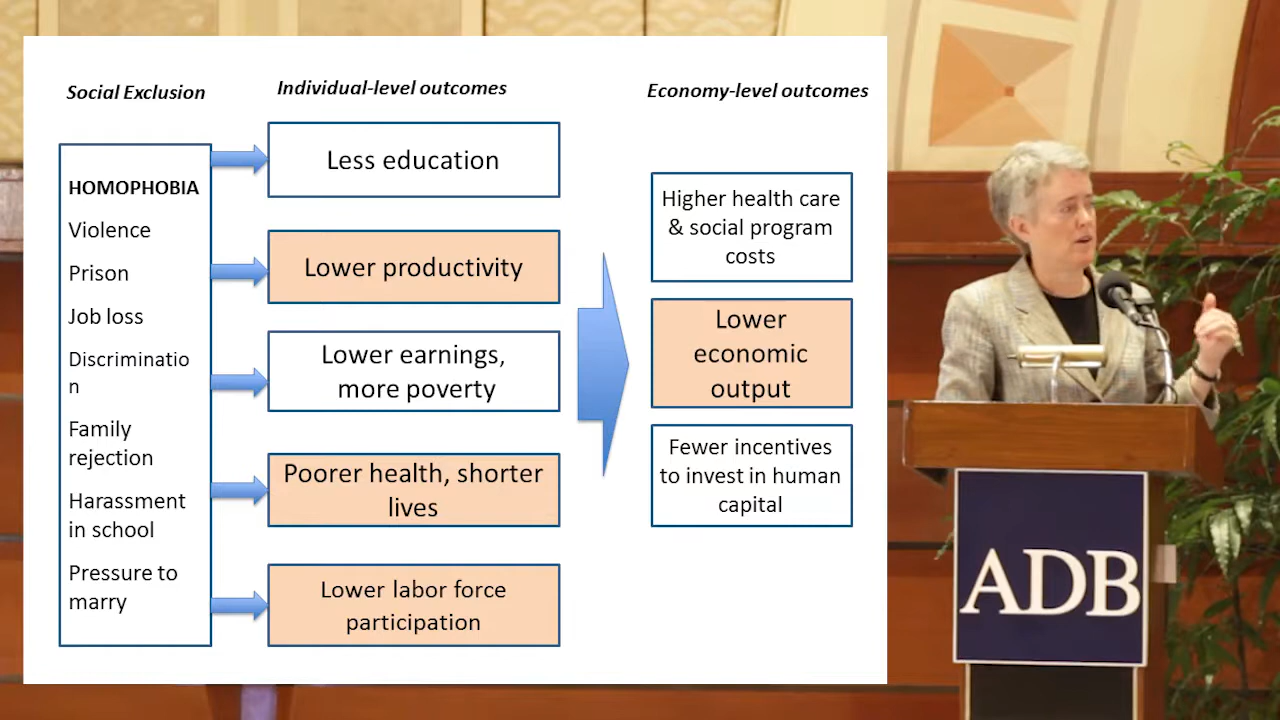 Social Exclusion
Individual-level outcomes
Economy-level outcomes
HOMOPHOBIA
Violence
Prison
Job loss
Discriminatio
n
Family
rejection
Harassment
in school
Pressure to
marry
Less education
Lower productivity
Lower earnings,
more poverty
Poorer health, shorter
lives
Lower labor force
participation
Higher health care
& social program
costs
Lower
economic
output
Fewer incentives
to invest in human
capital
ADB